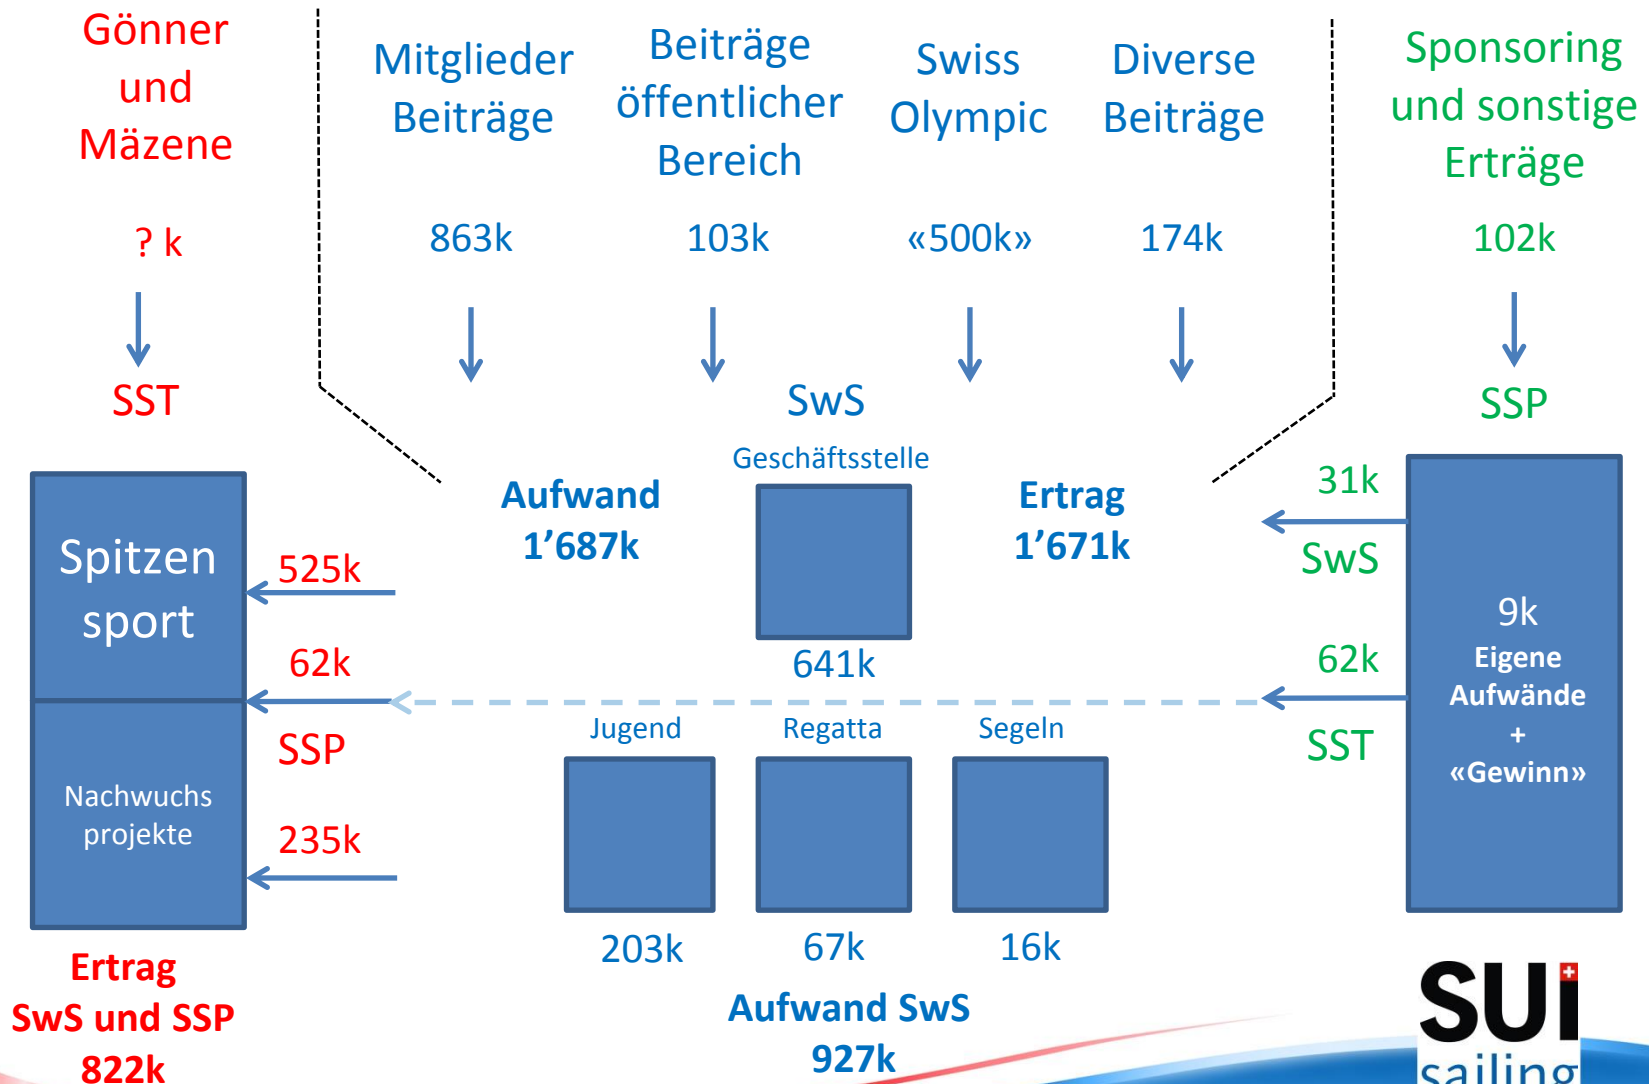 Gönner
und
Mäzene
? k
SST
Mitglieder
Beiträge
863k
Beiträge
öffentlicher
Bereich
103k
Swiss
Olympic
«500k»
Diverse
Beiträge
174k
Sponsoring
und sonstige
Erträge
102k
SSP
SwS
Geschäftsstelle
641k
Aufwand
1’687k
Ertrag
1’671k
31k
SwS
62k
SST
9k
Eigene
Aufwände
+
«Gewinn»
Spitzen
sport
Nachwuchs
projekte
525k
62k
SSP
235k
Jugend
203k
Regatta
67k
Segeln
16k
Ertrag
SwS und SSP
822k
Aufwand SwS
927k
SUI
sailing